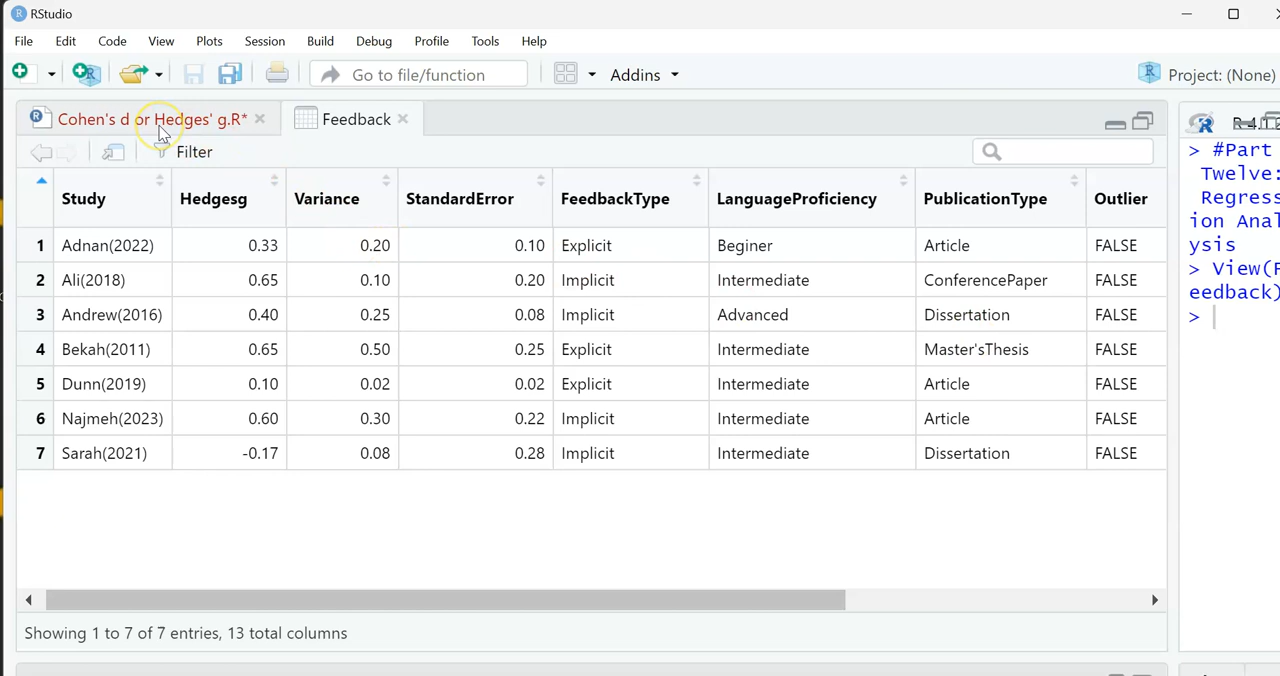 RStudio
File Edit Code View Plots Session Build Debug Profile Tools Help
Go to file/function Addins Project: (None)
Cohen's d or Hedges' g.R* Feedback
Filter
Study Hedgesg Variance StandardError FeedbackType LanguageProficiency PublicationType Outlier
1 Adnan(2022) 0.33 0.20 0.10 Explicit Beginer Article FALSE
2 Ali(2018) 0.65 0.10 0.20 Implicit Intermediate ConferencePaper FALSE
3 Andrew(2016) 0.40 0.25 0.08 Implicit Advanced Dissertation FALSE
4 Bekah(2011) 0.65 0.50 0.25 Explicit Intermediate Master'sThesis FALSE
5 Dunn(2019) 0.10 0.02 0.02 Explicit Intermediate Article FALSE
6 Najmeh(2023) 0.60 0.30 0.22 Implicit Intermediate Article FALSE
7 Sarah(2021) -0.17 0.08 0.28 Implicit Intermediate Dissertation FALSE
Showing 1 to 7 of 7 entries, 13 total columns
> #Part
Twelve:
Regress
ion Anal
ysis
> View(F
eedback)
>